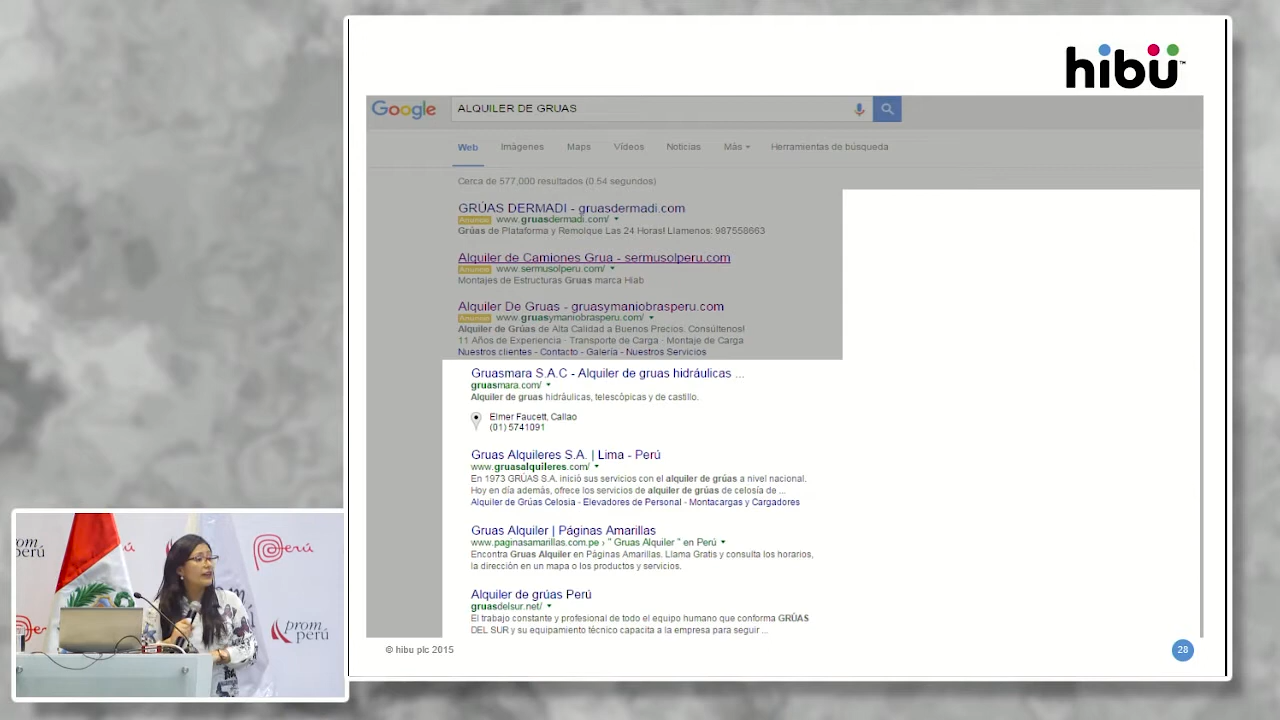 hibü™
Google ALQUILER DE GRUAS
Web Imágenes Maps Vídeos Noticias Más Herramientas de búsqueda
Cerca de 577,000 resultados (0.54 segundos)
GRÚAS DERMADI - gruasdermadi.com
Anuncio www.gruasdermadi.com/
Grúas de Plataforma y Remolque Las 24 Horas! Llamenos: 987558663
Alquiler de Camiones Grua - sermusolperu.com
Anuncio www.sermusolperu.com/
Montajes de Estructuras Gruas marca Hiab
Alquiler De Gruas - gruasymaniobrasperu.com
Anuncio www.gruasymaniobrasperu.com/
Alquiler de Grúas de Alta Calidad a Buenos Precios. Consúltenos!
11 Años de Experiencia · Transporte de Carga · Montaje de Carga
Nuestros clientes - Contacto - Galería - Nuestros Servicios
Gruasmara S.A.C - Alquiler de gruas hidráulicas ...
gruasmara.com/
Alquiler de gruas hidráulicas, telescópicas y de castillo.
Elmer Faucett, Callao
(01) 5741091
Gruas Alquileres S.A. | Lima - Perú
www.gruasalquileres.com/
En 1973 GRÚAS S.A. inició sus servicios con el alquiler de grúas a nivel nacional.
Hoy en día además, ofrece los servicios de alquiler de grúas de celosía de ...
Alquiler de Grúas Celosia - Elevadores de Personal - Montacargas y Cargadores
Gruas Alquiler | Páginas Amarillas
www.paginasamarillas.com.pe › " Gruas Alquiler " en Perú
Encontra Gruas Alquiler en Páginas Amarillas. Llama Gratis y consulta los horarios,
la dirección en un mapa o los productos y servicios.
Alquiler de grúas Perú
gruasdelsur.net/
El trabajo constante y profesional de todo el equipo humano que conforma GRÚAS
DEL SUR y su equipamiento técnico capacita a la empresa para seguir ...
© hibu plc 2015
28
om
perú
Perú
prom
perú